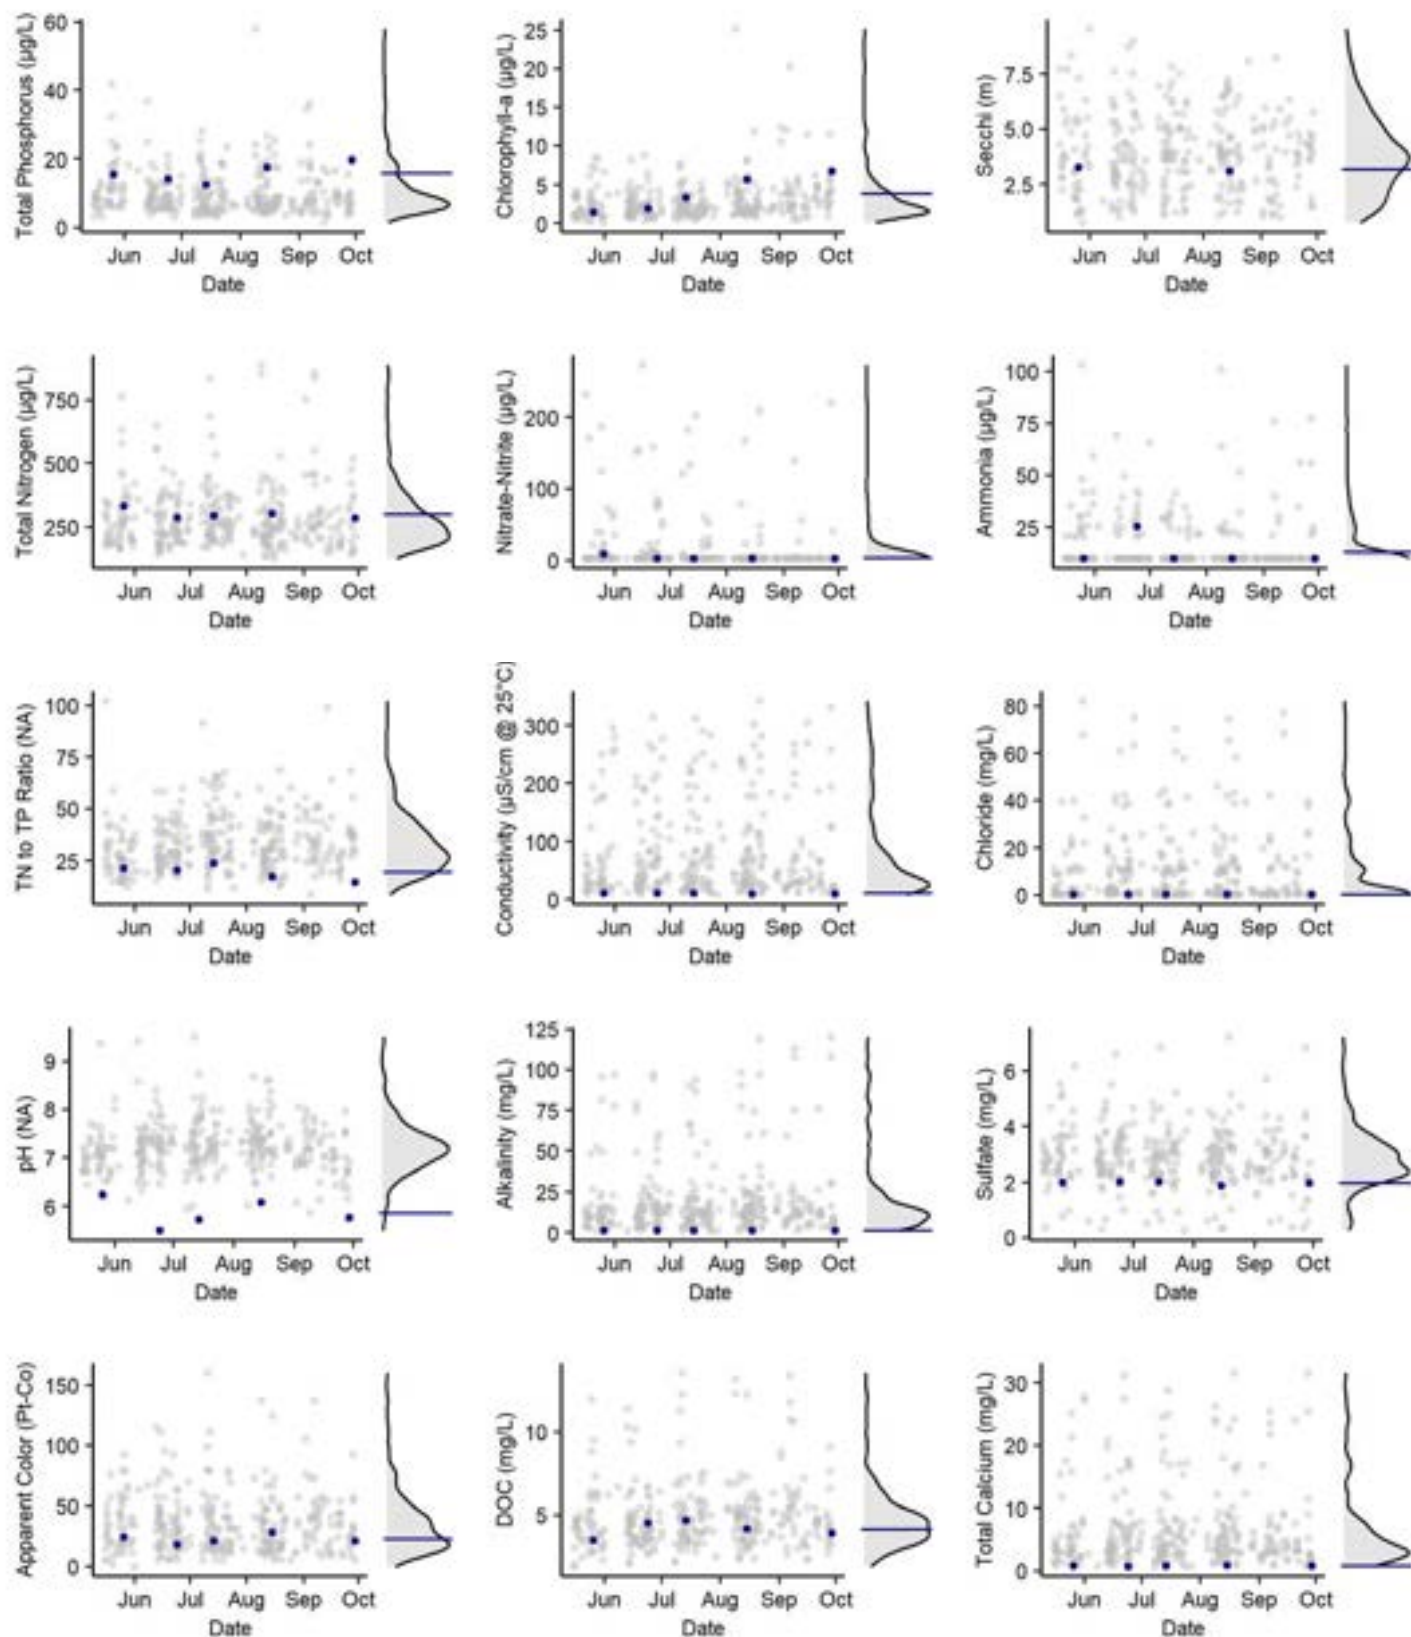 Total Phosphorus (µg/L)
60
40
20
0
Jun Jul Aug Sep Oct
Date
Chlorophyll-a (µg/L)
25
20
15
10
5
0
Jun Jul Aug Sep Oct
Date
Secchi (m)
7.5
5.0
2.5
Jun Jul Aug Sep Oct
Date
Total Nitrogen (µg/L)
750
500
250
Jun Jul Aug Sep Oct
Date
Nitrate-Nitrite (µg/L)
200
100
0
Jun Jul Aug Sep Oct
Date
Ammonia (µg/L)
100
75
50
25
Jun Jul Aug Sep Oct
Date
TN to TP Ratio (NA)
100
75
50
25
Jun Jul Aug Sep Oct
Date
Conductivity (µS/cm @ 25°C)
300
200
100
0
Jun Jul Aug Sep Oct
Date
Chloride (mg/L)
80
60
40
20
0
Jun Jul Aug Sep Oct
Date
pH (NA)
9
8
7
6
Jun Jul Aug Sep Oct
Date
Alkalinity (mg/L)
125
100
75
50
25
0
Jun Jul Aug Sep Oct
Date
Sulfate (mg/L)
6
4
2
0
Jun Jul Aug Sep Oct
Date
Apparent Color (Pt-Co)
150
100
50
0
Jun Jul Aug Sep Oct
Date
DOC (mg/L)
10
5
Jun Jul Aug Sep Oct
Date
Total Calcium (mg/L)
30
20
10
0
Jun Jul Aug Sep Oct
Date